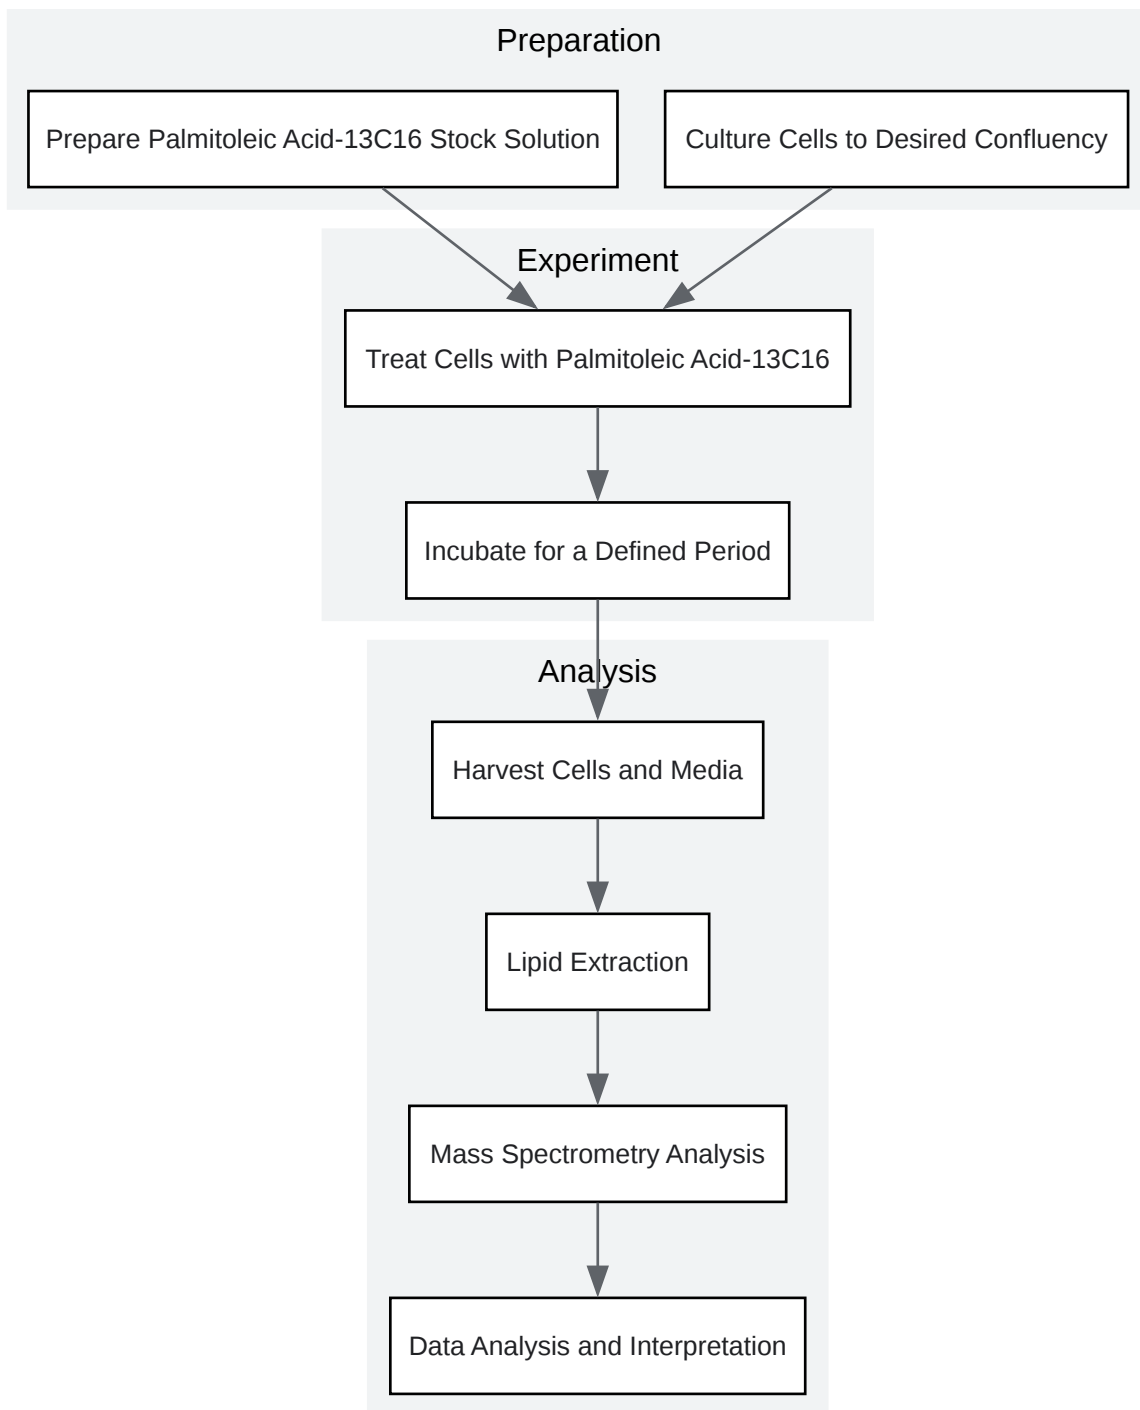 Preparation
Prepare Palmitoleic Acid-13C16 Stock Solution
Culture Cells to Desired Confluency
Experiment
Treat Cells with Palmitoleic Acid-13C16
Incubate for a Defined Period
Analysis
Harvest Cells and Media
Lipid Extraction
Mass Spectrometry Analysis
Data Analysis and Interpretation